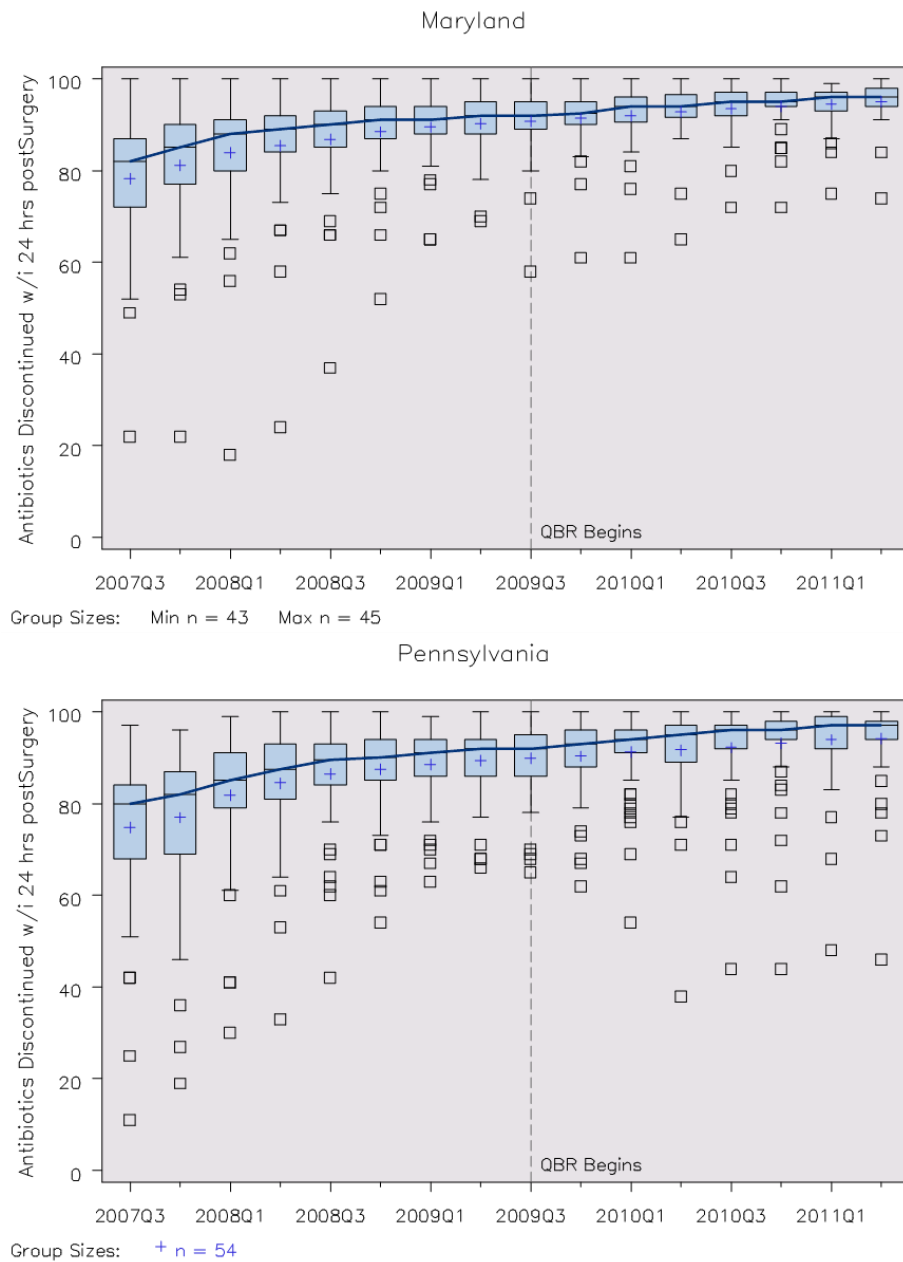 Maryland
Antibiotics Discontinued w/i 24 hrs postSurgery
100
80
60
40
20
0
QBR Begins
2007Q3 2008Q1 2008Q3 2009Q1 2009Q3 2010Q1 2010Q3 2011Q1
Group Sizes: Min n = 43 Max n = 45
Pennsylvania
Antibiotics Discontinued w/i 24 hrs postSurgery
100
80
60
40
20
0
QBR Begins
2007Q3 2008Q1 2008Q3 2009Q1 2009Q3 2010Q1 2010Q3 2011Q1
Group Sizes: + n = 54